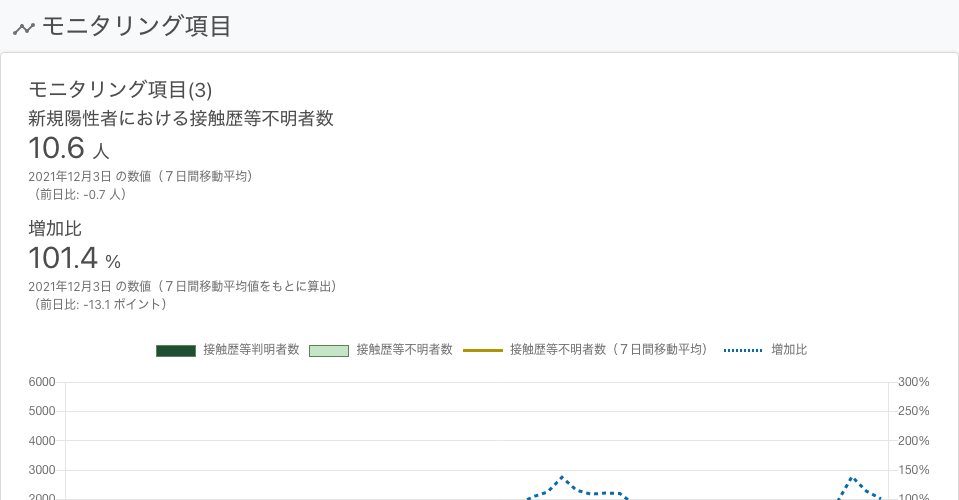 モニタリング項目
モニタリング項目(3)
新規陽性者における接触歴等不明者数
10.6 人
2021年12月3日 の数値（７日間移動平均）
（前日比: -0.7 人）
増加比
101.4 %
2021年12月3日 の数値（７日間移動平均値をもとに算出）
（前日比: -13.1 ポイント）
接触歴等判明者数 接触歴等不明者数 接触歴等不明者数（７日間移動平均） 増加比
6000 300%
5000 250%
4000 200%
3000 150%
2000 100%